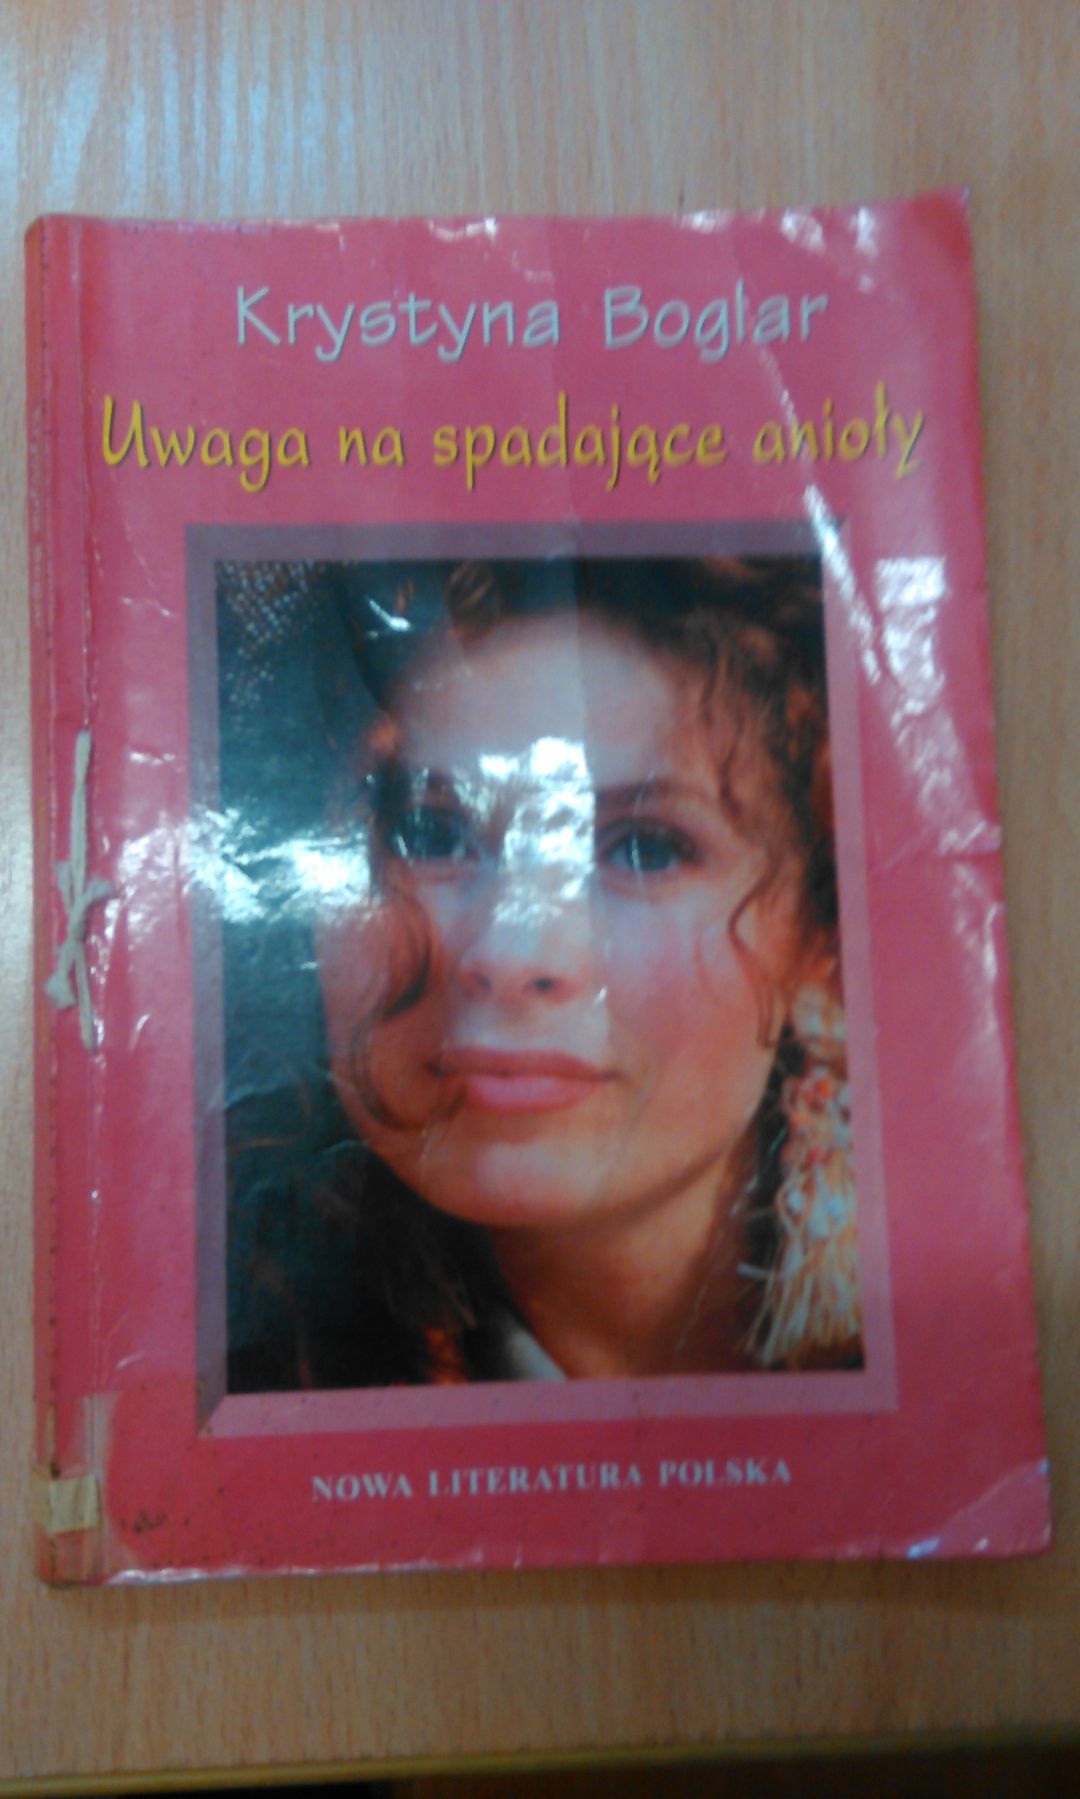 Krystyna Boglar
Uwaga na spadające anioły
NOWA LITERATURA POLSKA